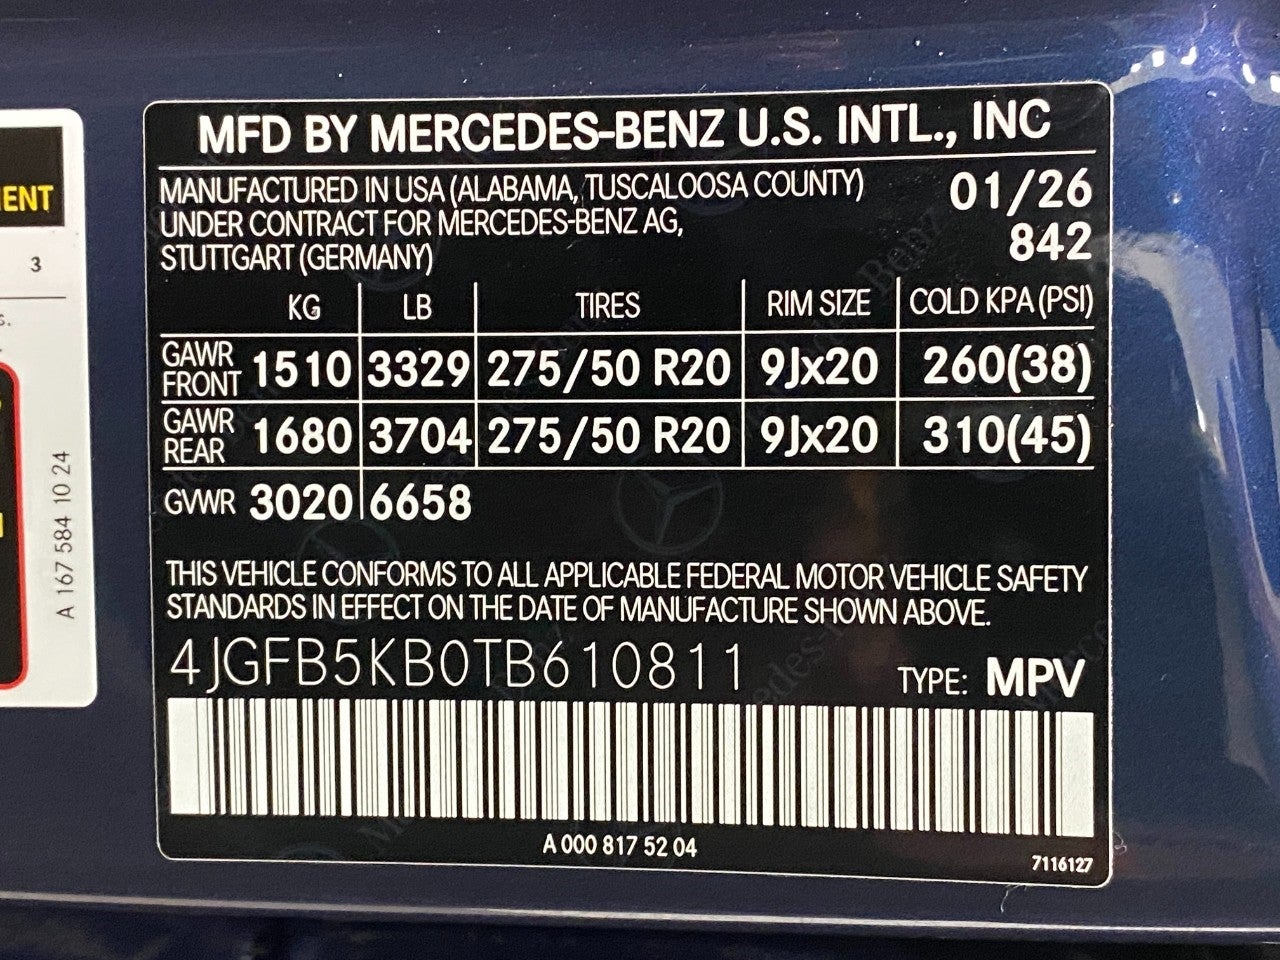 MFD BY MERCEDES-BENZ U.S. INTL., INC
MANUFACTURED IN USA (ALABAMA, TUSCALOOSA COUNTY) 01/26
UNDER CONTRACT FOR MERCEDES-BENZ AG, 842
STUTTGART (GERMANY)
KG LB TIRES RIM SIZE COLD KPA (PSI)
GAWR FRONT 1510 3329 275/50 R20 9Jx20 260(38)
GAWR REAR 1680 3704 275/50 R20 9Jx20 310(45)
GVWR 3020 6658
THIS VEHICLE CONFORMS TO ALL APPLICABLE FEDERAL MOTOR VEHICLE SAFETY
STANDARDS IN EFFECT ON THE DATE OF MANUFACTURE SHOWN ABOVE.
4JGFB5KB0TB610811 TYPE: MPV
A 000 817 52 04
7116127
3
A 167 584 10 24